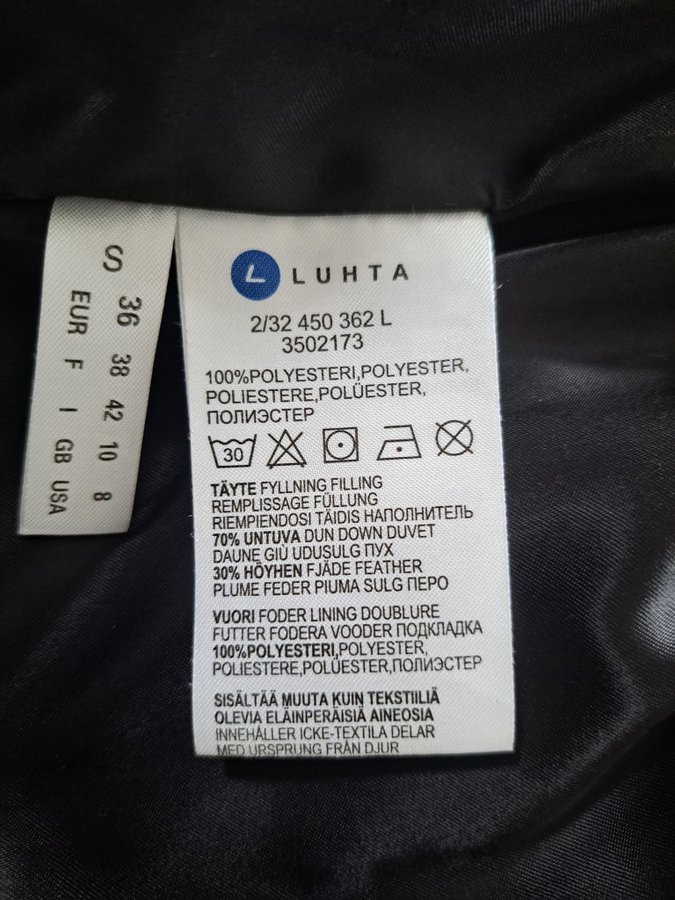 S
36 38 42 10 8
EUR F I GB USA
LUHTA
2/32 450 362 L
3502173
100%POLYESTERI,POLYESTER,
POLIESTERE,POLÜESTER,
ПОЛИЭСТЕР
30
TÄYTE FYLLNING FILLING
REMPLISSAGE FÜLLUNG
RIEMPIENDOSI TÄIDIS НАПОЛНИТЕЛЬ
70% UNTUVA DUN DOWN DUVET
DAUNE GIÙ UDUSULG ПУХ
30% HÖYHEN FJÄDE FEATHER
PLUME FEDER PIUMA SULG ПЕРО
VUORI FODER LINING DOUBLURE
FUTTER FODERA VOODER ПОДКЛАДКА
100%POLYESTERI,POLYESTER,
POLIESTERE,POLÜESTER,ПОЛИЭСТЕР
SISÄLTÄÄ MUUTA KUIN TEKSTIILIÄ
OLEVIA ELÄINPERÄISIÄ AINEOSIA
INNEHÅLLER ICKE-TEXTILA DELAR
MED URSPRUNG FRÅN DJUR